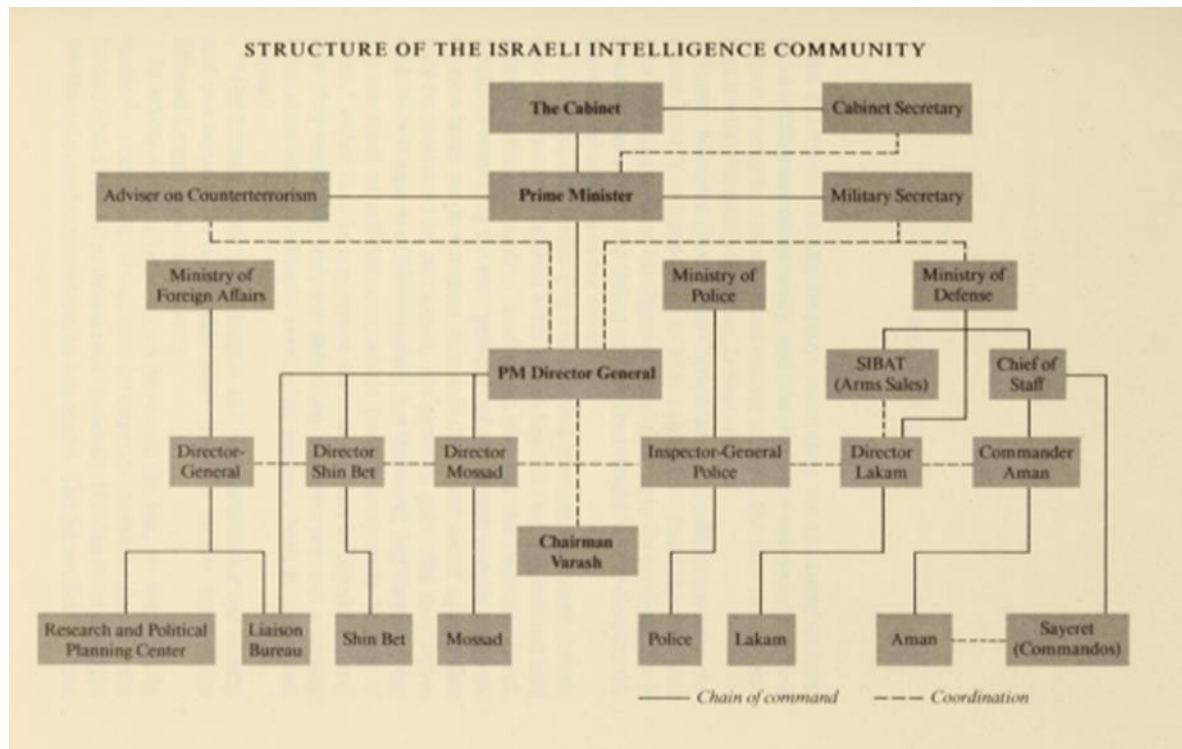 STRUCTURE OF THE ISRAELI INTELLIGENCE COMMUNITY
The Cabinet
Cabinet Secretary
Adviser on Counterterrorism
Prime Minister
Military Secretary
Ministry of
Foreign Affairs
Ministry of
Police
Ministry of
Defense
PM Director General
SIBAT
(Arms Sales)
Chief of
Staff
Director-
General
Director
Shin Bet
Director
Mossad
Inspector-General
Police
Director
Lakam
Commander
Aman
Chairman
Varash
Research and Political
Planning Center
Liaison
Bureau
Shin Bet
Mossad
Police
Lakam
Aman
Sayeret
(Commandos)
Chain of command
Coordination